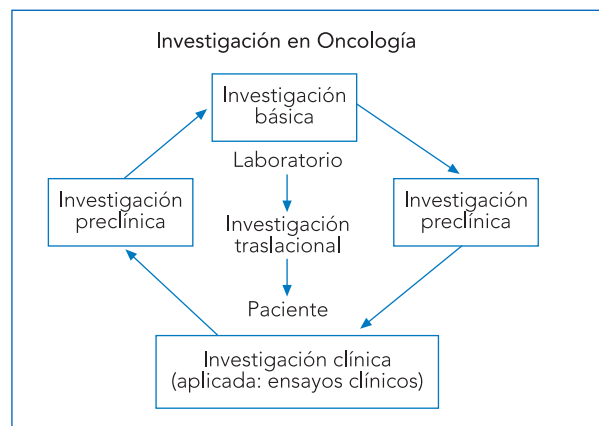 Investigación en Oncología
Investigación
básica
Laboratorio
Investigación
preclínica
Investigación
traslacional
Investigación
preclínica
Paciente
Investigación clínica
(aplicada: ensayos clínicos)